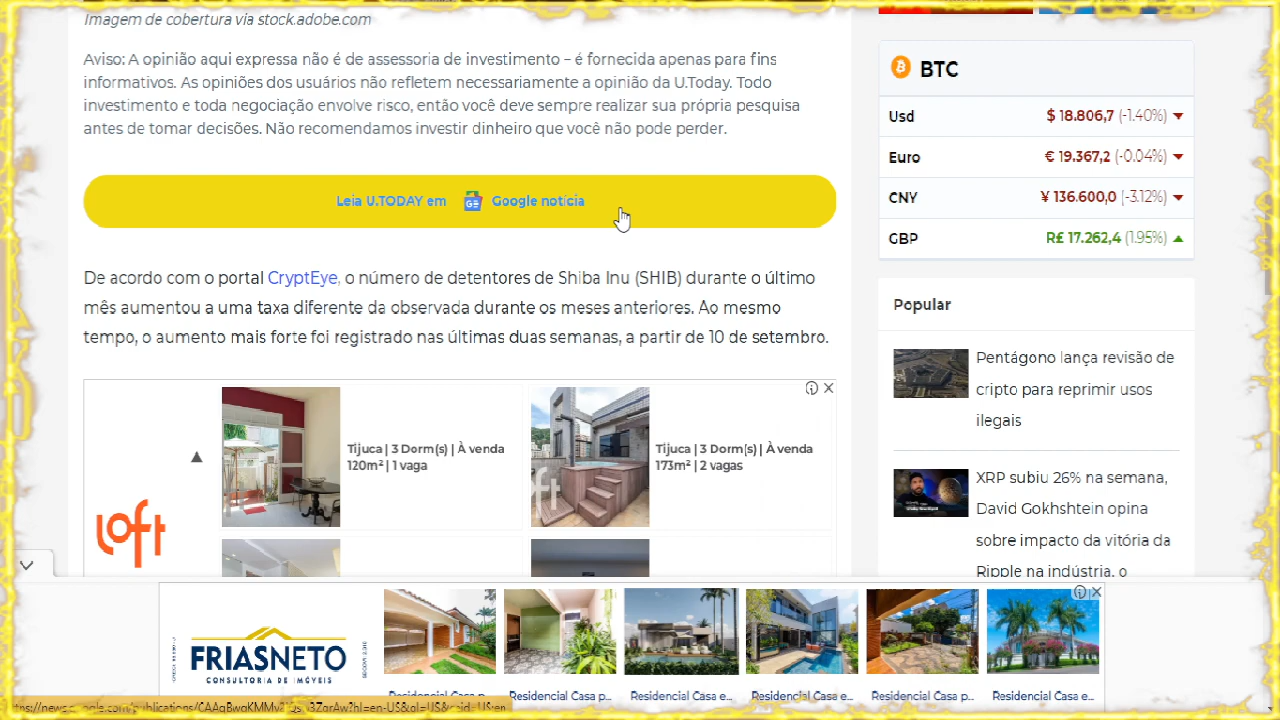 Imagem de cobertura via stock.adobe.com
Aviso: A opinião aqui expressa não é de assessoria de investimento – é fornecida apenas para fins
informativos. As opiniões dos usuários não refletem necessariamente a opinião da U.Today. Todo
investimento e toda negociação envolve risco, então você deve sempre realizar sua própria pesquisa
antes de tomar decisões. Não recomendamos investir dinheiro que você não pode perder.
Leia U.TODAY em Google notícia
De acordo com o portal CryptEye, o número de detentores de Shiba Inu (SHIB) durante o último
mês aumentou a uma taxa diferente da observada durante os meses anteriores. Ao mesmo
tempo, o aumento mais forte foi registrado nas últimas duas semanas, a partir de 10 de setembro.
loft
Tijuca | 3 Dorm(s) | À venda
120m² | 1 vaga
Tijuca | 3 Dorm(s) | À venda
173m² | 2 vagas
BTC
Usd $ 18.806,7 (-1.40%)
Euro € 19.367,2 (-0.04%)
CNY ¥ 136.600,0 (-3.12%)
GBP R£ 17.262,4 (1.95%)
Popular
Pentágono lança revisão de
cripto para reprimir usos
ilegais
XRP subiu 26% na semana,
David Gokhshtein opina
sobre impacto da vitória da
Ripple na indústria, o
FRIASNETO
CONSULTORIA DE IMÓVEIS
Residencial Casa p...
Residencial Casa p...
Residencial Casa e...
Residencial Casa e...
Residencial Casa p...
Residencial Casa e...